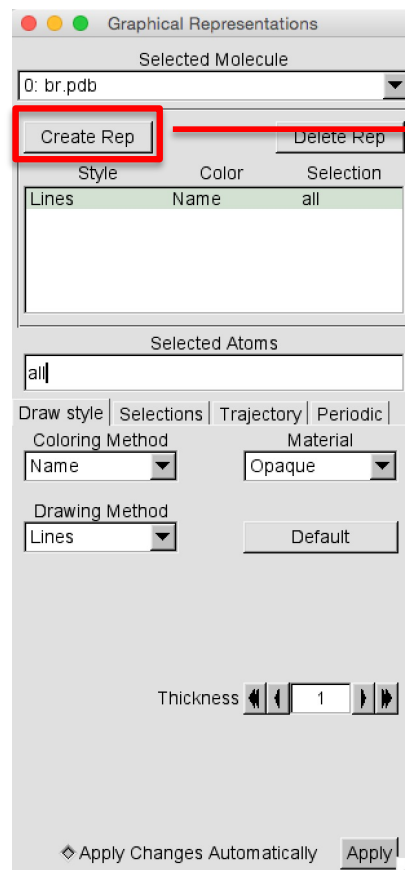 Graphical Representations
Selected Molecule
0: br.pdb
Create Rep Delete Rep
Style Color Selection
Lines Name all
Selected Atoms
all
Draw style Selections Trajectory Periodic
Coloring Method Material
Name Opaque
Drawing Method
Lines Default
Thickness 1
Apply Changes Automatically Apply